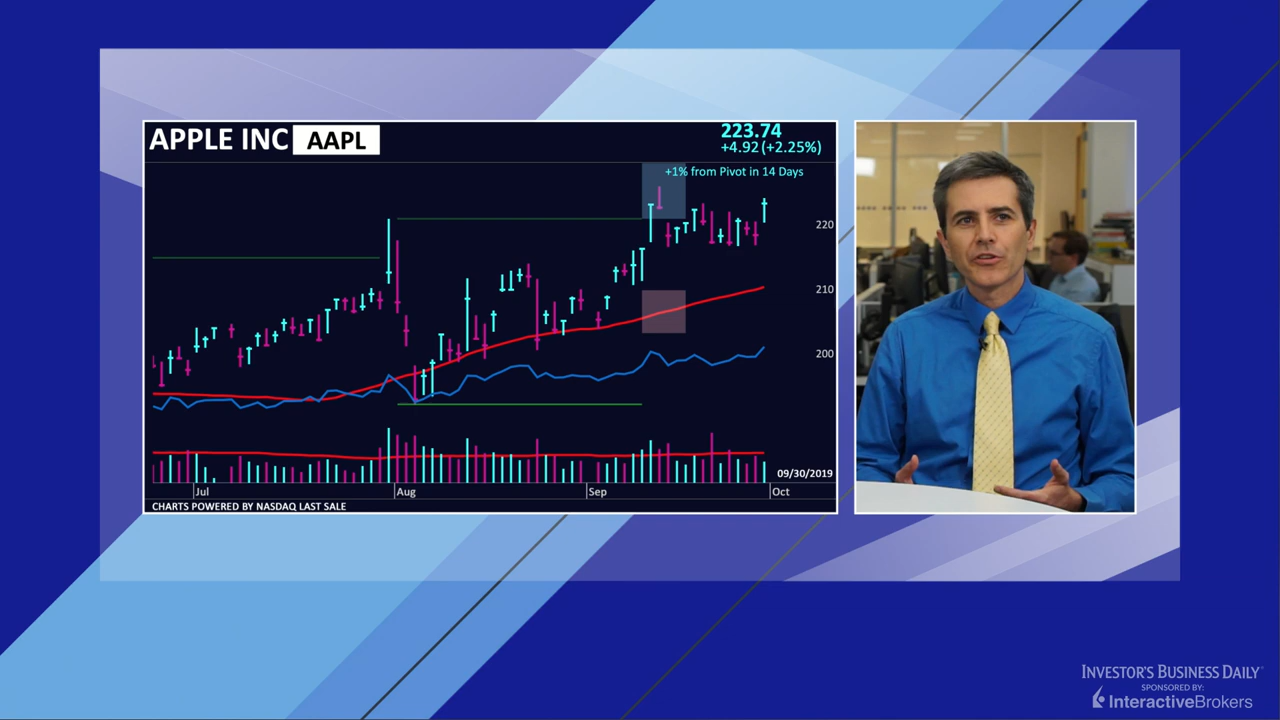 APPLE INC AAPL
223.74
+4.92 (+2.25%)
+1% from Pivot in 14 Days
220
210
200
09/30/2019
Jul Aug Sep Oct
CHARTS POWERED BY NASDAQ LAST SALE
INVESTOR'S BUSINESS DAILY®
SPONSORED BY:
InteractiveBrokers